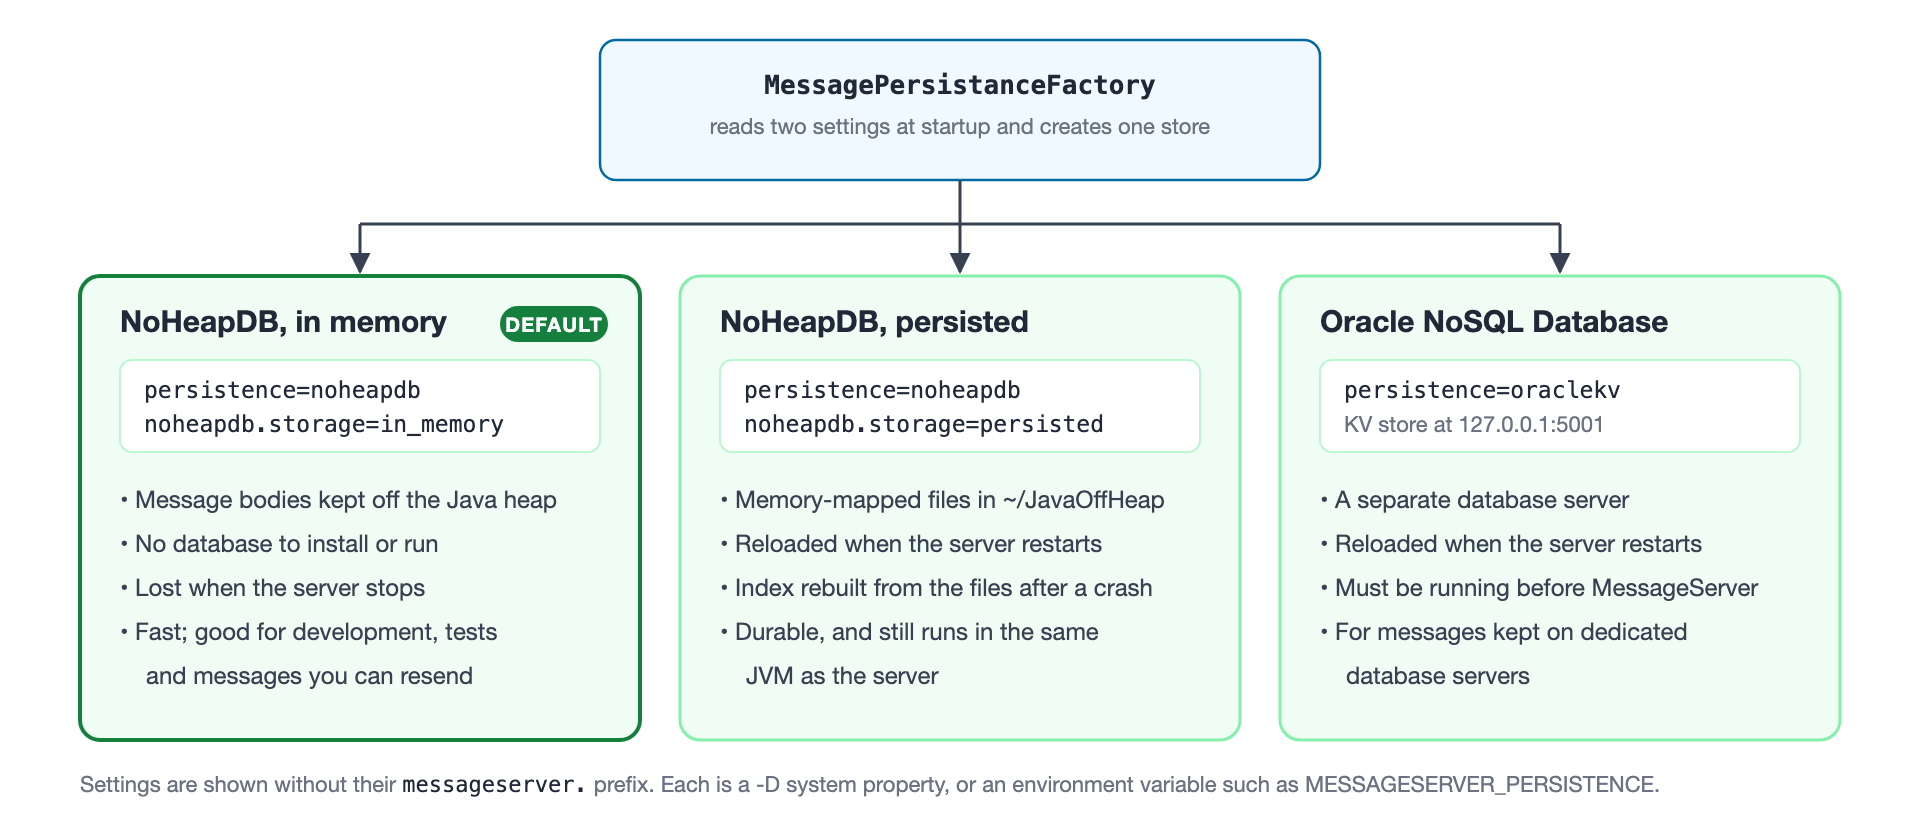 MessagePersistanceFactory
reads two settings at startup and creates one store
NoHeapDB, in memory
DEFAULT
persistence=noheapdb
noheapdb.storage=in_memory
• Message bodies kept off the Java heap
• No database to install or run
• Lost when the server stops
• Fast; good for development, tests
and messages you can resend
NoHeapDB, persisted
persistence=noheapdb
noheapdb.storage=persisted
• Memory-mapped files in ~/JavaOffHeap
• Reloaded when the server restarts
• Index rebuilt from the files after a crash
• Durable, and still runs in the same
JVM as the server
Oracle NoSQL Database
persistence=oraclekv
KV store at 127.0.0.1:5001
• A separate database server
• Reloaded when the server restarts
• Must be running before MessageServer
• For messages kept on dedicated
database servers
Settings are shown without their messageserver. prefix. Each is a -D system property, or an environment variable such as MESSAGESERVER_PERSISTENCE.